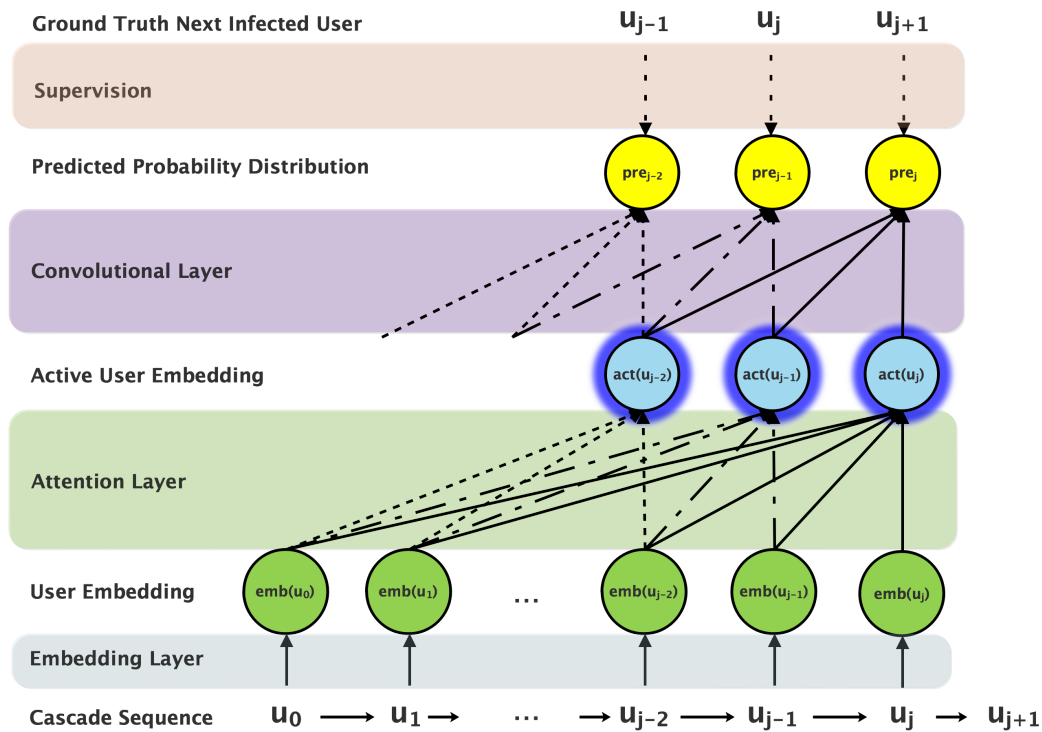 Ground Truth Next Infected User u_{j-1} u_j u_{j+1}
Supervision
Predicted Probability Distribution pre_{j-2} pre_{j-1} pre_j
Convolutional Layer
Active User Embedding act(u_{j-2}) act(u_{j-1}) act(u_j)
Attention Layer
User Embedding emb(u_0) emb(u_1) ... emb(u_{j-2}) emb(u_{j-1}) emb(u_j)
Embedding Layer
Cascade Sequence u_0 u_1 ... u_{j-2} u_{j-1} u_j u_{j+1}